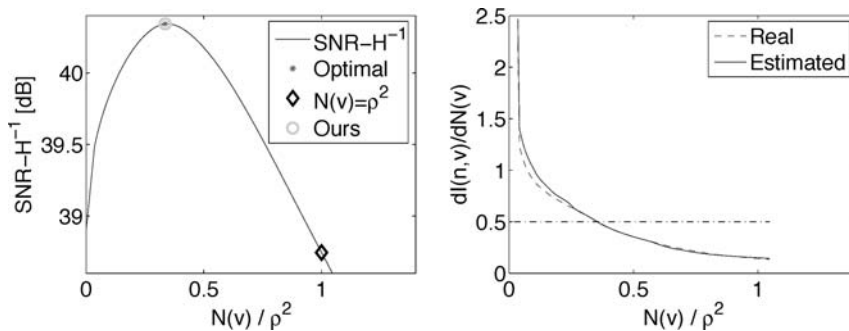 SNR−H⁻¹ [dB]
40
39.5
39
0
0.5
1
N(v) / ρ²
SNR−H⁻¹
Optimal
N(v)=ρ²
Ours
dI(n,v)/dN(v)
2.5
2
1.5
1
0.5
0
0
0.5
1
N(v) / ρ²
Real
Estimated